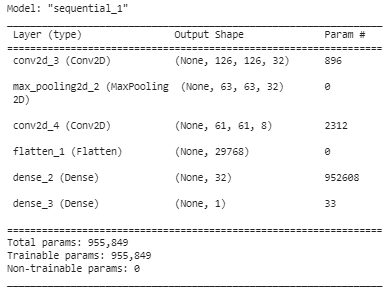 Model: "sequential_1"
Layer (type) Output Shape Param #
conv2d_3 (Conv2D) (None, 126, 126, 32) 896
max_pooling2d_2 (MaxPooling (None, 63, 63, 32) 0
2D)
conv2d_4 (Conv2D) (None, 61, 61, 8) 2312
flatten_1 (Flatten) (None, 29768) 0
dense_2 (Dense) (None, 32) 952608
dense_3 (Dense) (None, 1) 33
Total params: 955,849
Trainable params: 955,849
Non-trainable params: 0